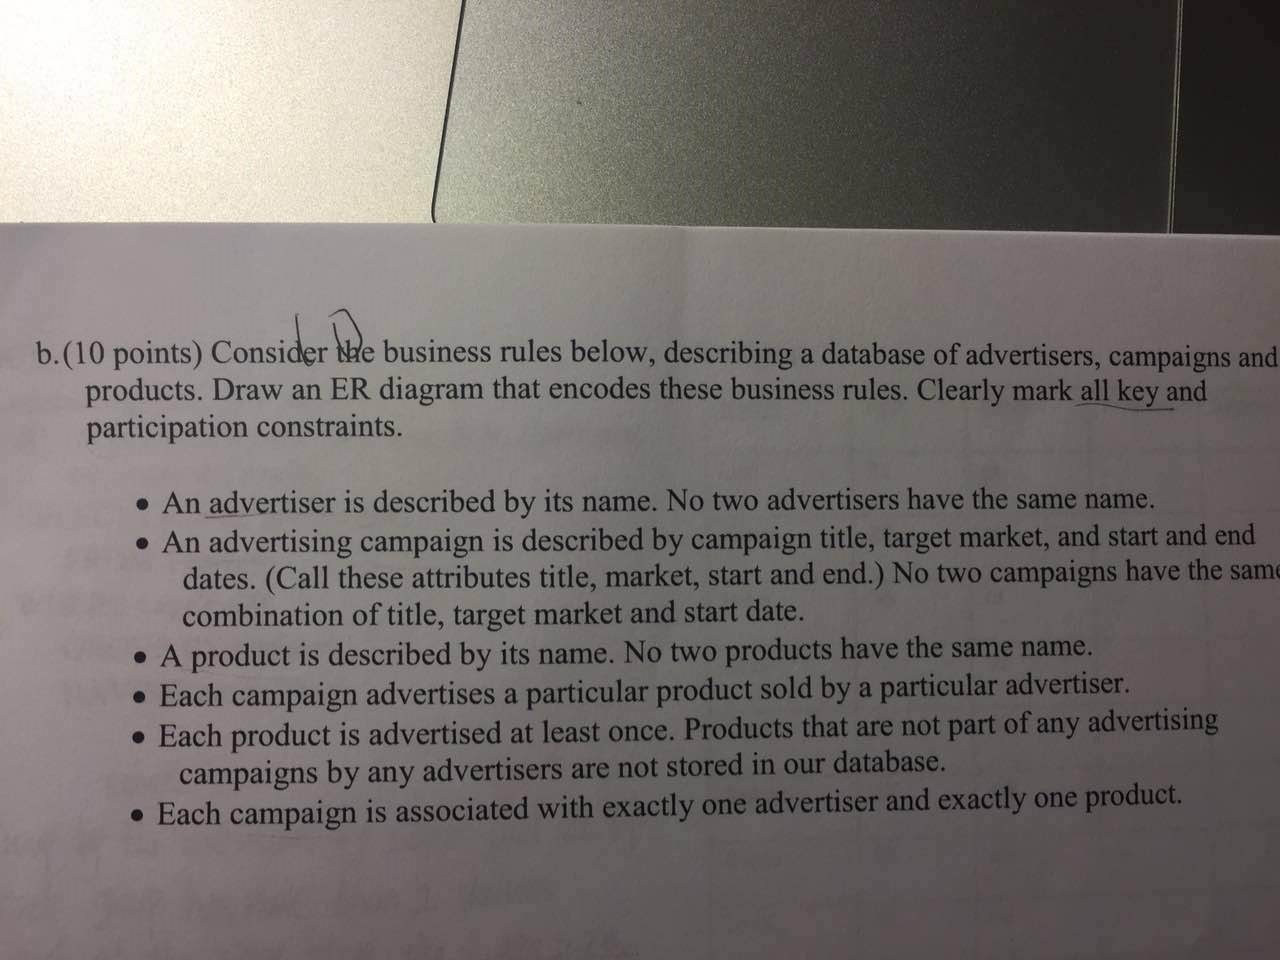 b.(10 points) Consider the business rules below, describing a database of advertisers, campaigns and
products. Draw an ER diagram that encodes these business rules. Clearly mark all key and
participation constraints.
• An advertiser is described by its name. No two advertisers have the same name.
• An advertising campaign is described by campaign title, target market, and start and end
dates. (Call these attributes title, market, start and end.) No two campaigns have the same
combination of title, target market and start date.
• A product is described by its name. No two products have the same name.
• Each campaign advertises a particular product sold by a particular advertiser.
• Each product is advertised at least once. Products that are not part of any advertising
campaigns by any advertisers are not stored in our database.
• Each campaign is associated with exactly one advertiser and exactly one product.